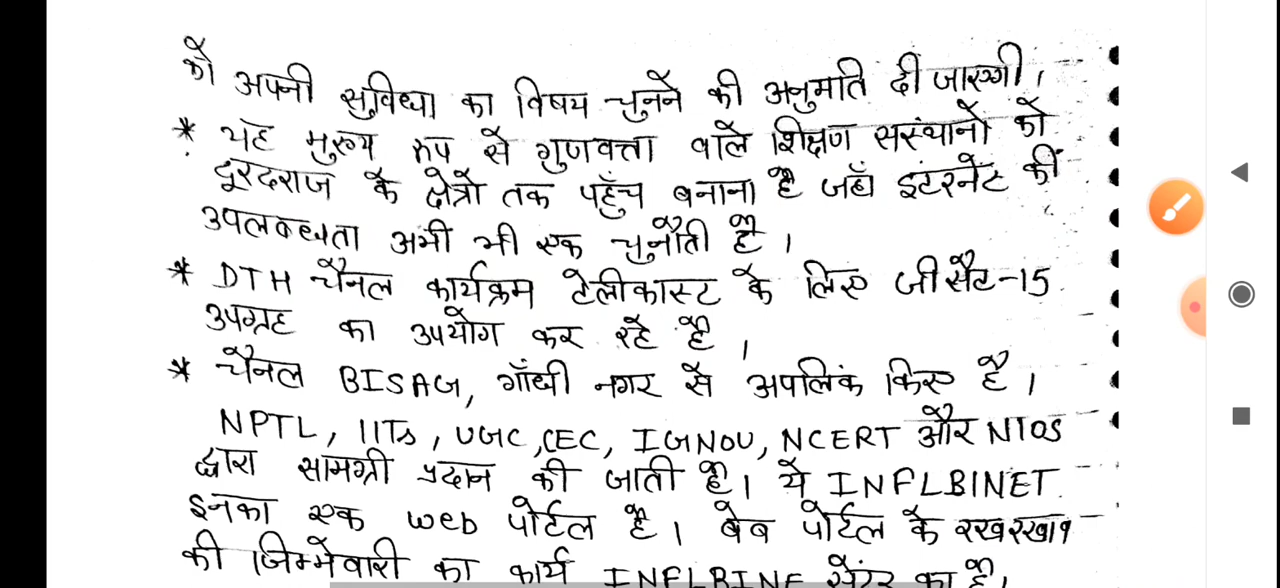 को अपनी सुविधा का विषय चुनने की अनुमति दी जाएगी।
* यह मुख्य रुप से गुणवत्ता वाले शिक्षण संस्थानों को
दूरदराज के क्षेत्रो तक पहुँच बनाना है जहाँ इंटरनेट की
उपलब्धता अभी भी एक चुनौती है।
* DTH चैनल कार्यक्रम टेलीकास्ट के लिए जीसैट-15
उपग्रह का उपयोग कर रहे है।
* चैनल BISAG, गाँधी नगर से अपलिंक किए है।
NPTL, IITs, UGC, CEC, IGNOU, NCERT और NIOS
द्वारा सामग्री प्रदान की जाती है। ये INFLBINET
इनका एक web पोर्टल है। बेब पोर्टल के रखरखाव
की जिम्मेवारी का कार्य INFLBINE सेंटर का है।